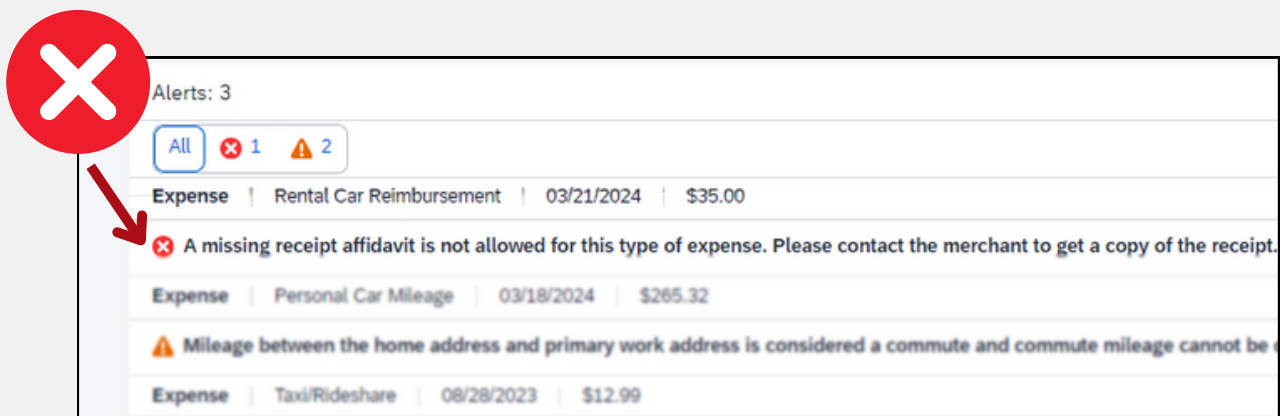 Alerts: 3
All 1 2
Expense | Rental Car Reimbursement | 03/21/2024 | $35.00
A missing receipt affidavit is not allowed for this type of expense. Please contact the merchant to get a copy of the receipt.
Expense | Personal Car Mileage | 03/18/2024 | $265.32
Mileage between the home address and primary work address is considered a commute and commute mileage cannot be
Expense | Taxi/Rideshare | 08/28/2023 | $12.99